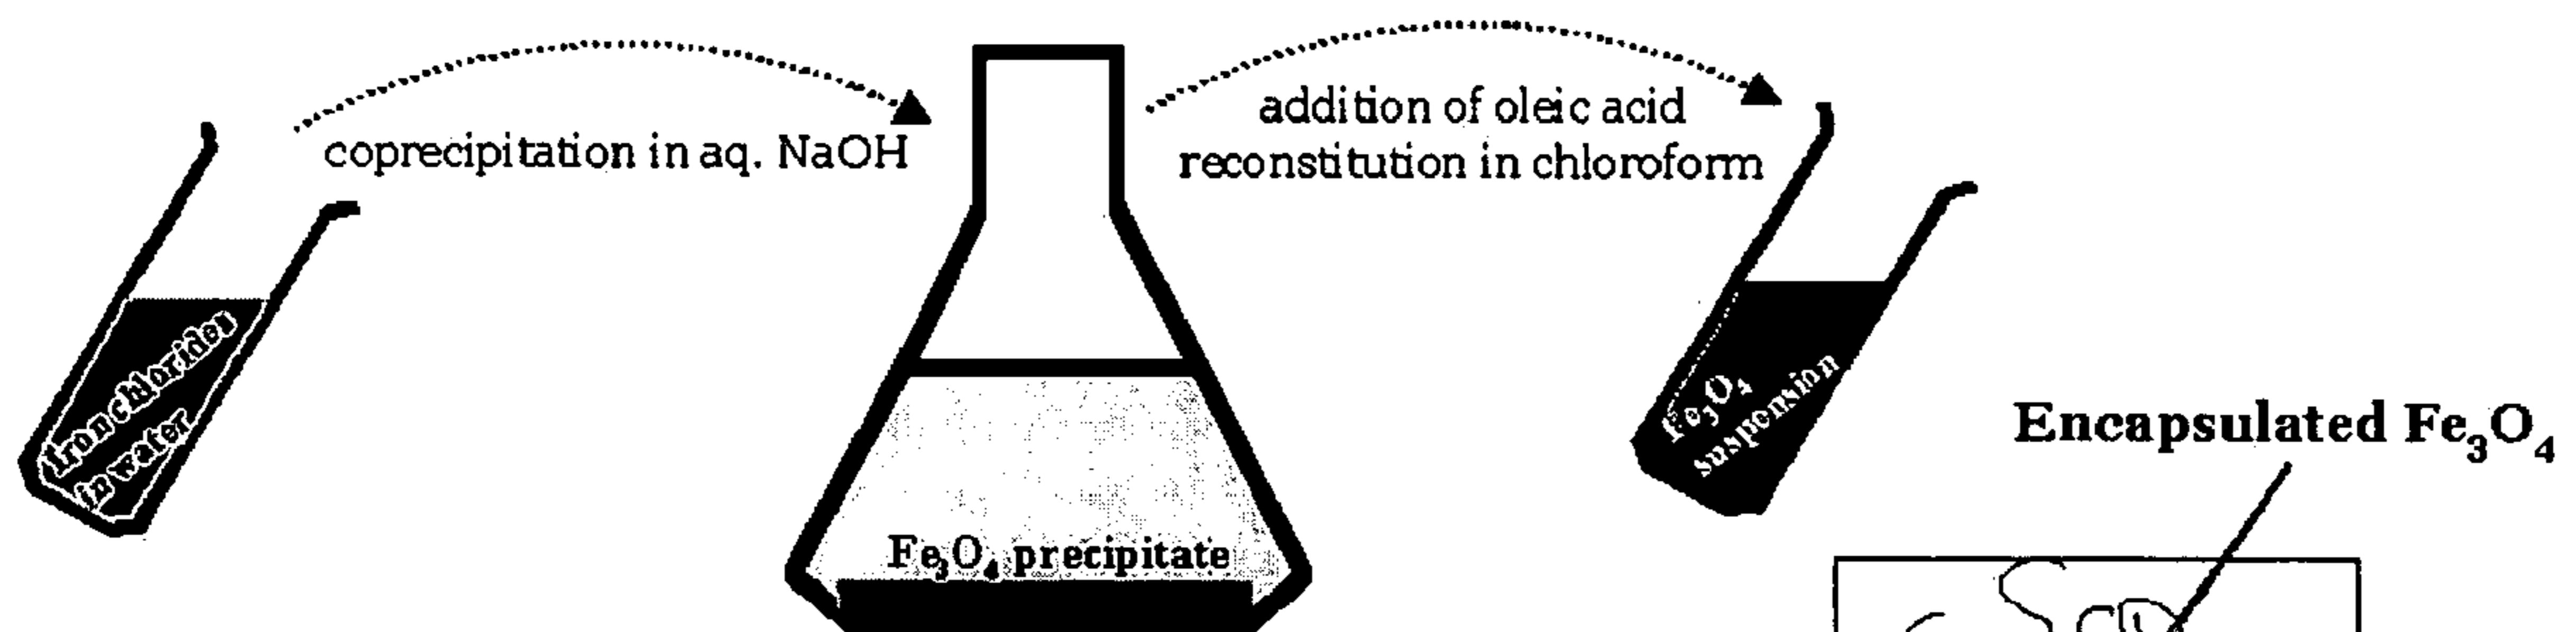 coprecipitation in aq. NaOH
addition of oleic acid
reconstitution in chloroform
iron chlorides
in water
Fe₃O₄ precipitate
Fe₃O₄
suspension
Encapsulated Fe₃O₄